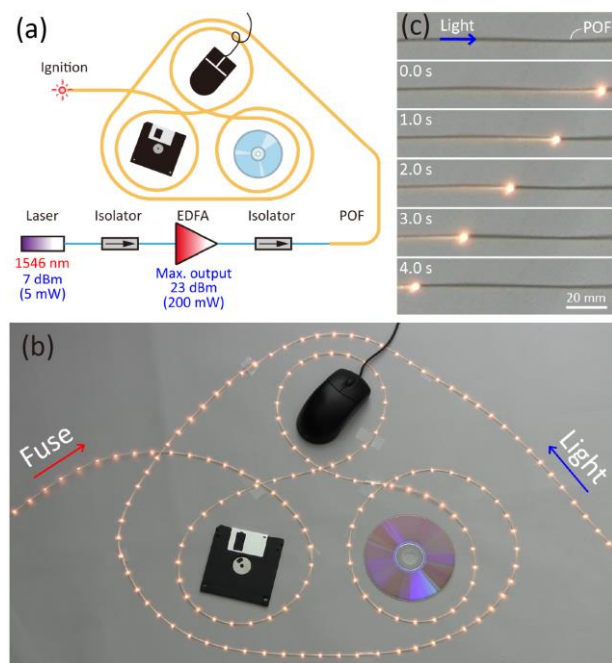 (a)
Ignition
Laser
Isolator
EDFA
Isolator
POF
1546 nm
7 dBm
(5 mW)
Max. output
23 dBm
(200 mW)
(c)
Light
POF
0.0 s
1.0 s
2.0 s
3.0 s
4.0 s
20 mm
(b)
Fuse
Light